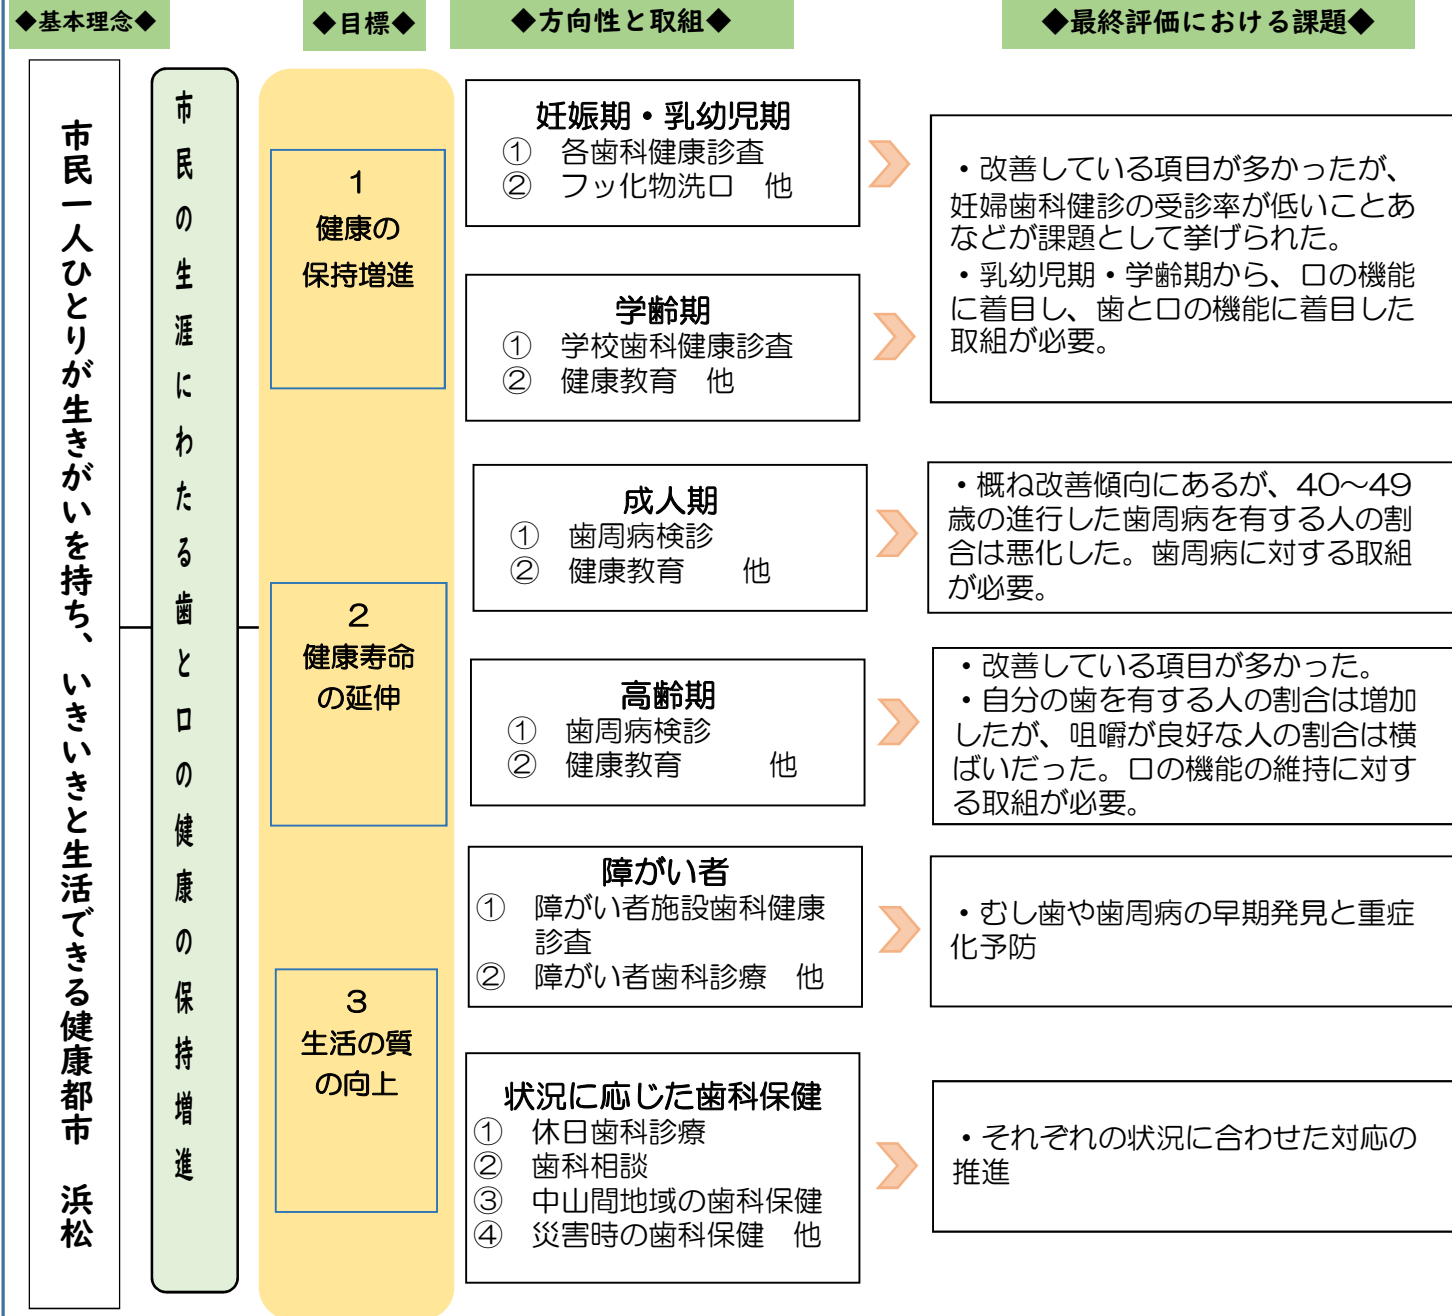 ◆基本理念◆
◆目標◆
◆方向性と取組◆
◆最終評価における課題◆
市民一人ひとりが生きがいを持ち、いきいきと生活できる健康都市　浜松
市民の生涯にわたる歯と口の健康の保持増進
1
健康の
保持増進
2
健康寿命
の延伸
3
生活の質
の向上
妊娠期・乳幼児期
①　各歯科健康診査
②　フッ化物洗口　他
学齢期
①　学校歯科健康診査
②　健康教育　他
・改善している項目が多かったが、
妊婦歯科健診の受診率が低いことあ
などが課題として挙げられた。
・乳幼児期・学齢期から、口の機能
に着目し、歯と口の機能に着目した
取組が必要。
成人期
①　歯周病検診
②　健康教育　　他
・概ね改善傾向にあるが、40～49
歳の進行した歯周病を有する人の割
合は悪化した。歯周病に対する取組
が必要。
高齢期
①　歯周病検診
②　健康教育　　　他
・改善している項目が多かった。
・自分の歯を有する人の割合は増加
したが、咀嚼が良好な人の割合は横
ばいだった。口の機能の維持に対す
る取組が必要。
障がい者
①　障がい者施設歯科健康
診査
②　障がい者歯科診療　他
・むし歯や歯周病の早期発見と重症
化予防
状況に応じた歯科保健
①　休日歯科診療
②　歯科相談
③　中山間地域の歯科保健
④　災害時の歯科保健　他
・それぞれの状況に合わせた対応の
推進